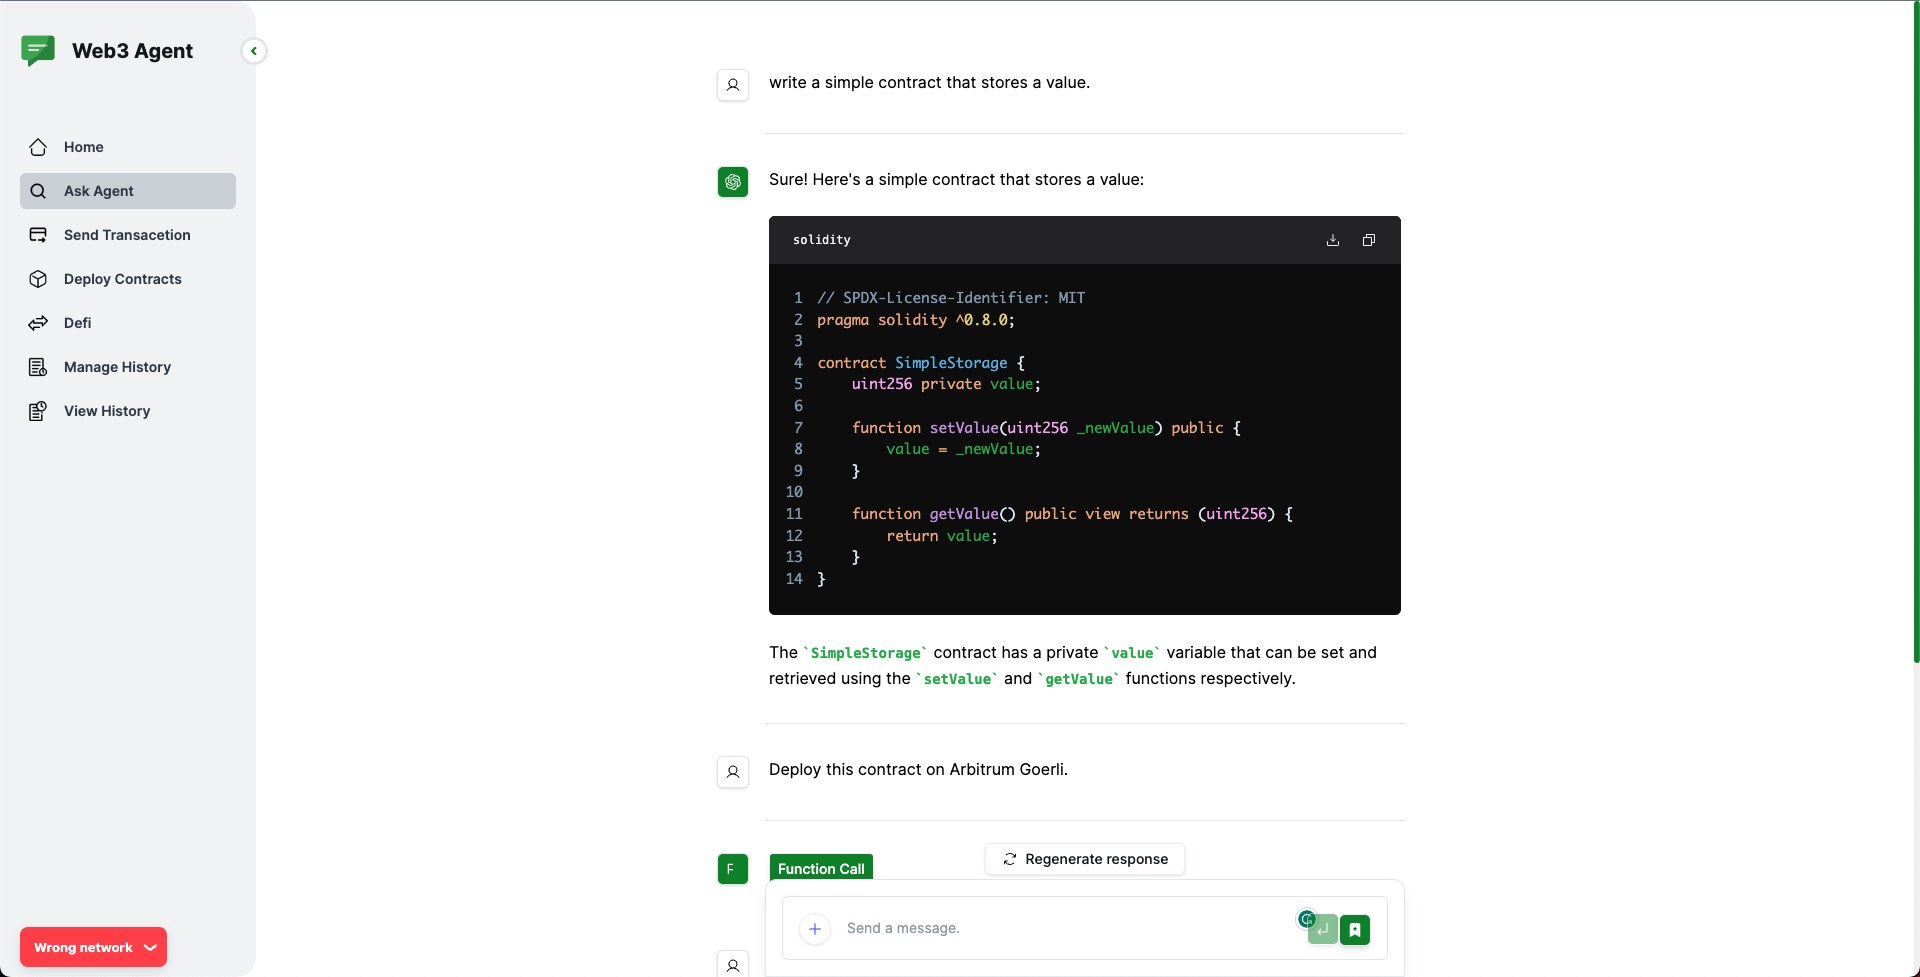 Web3 Agent
Home
Ask Agent
Send Transacetion
Deploy Contracts
Defi
Manage History
View History
Wrong network
write a simple contract that stores a value.
Sure! Here's a simple contract that stores a value:
solidity
1 // SPDX-License-Identifier: MIT
2 pragma solidity ^0.8.0;
3
4 contract SimpleStorage {
5     uint256 private value;
6
7     function setValue(uint256 _newValue) public {
8         value = _newValue;
9     }
10
11     function getValue() public view returns (uint256) {
12         return value;
13     }
14 }
The `SimpleStorage` contract has a private `value` variable that can be set and
retrieved using the `setValue` and `getValue` functions respectively.
Deploy this contract on Arbitrum Goerli.
Regenerate response
F
Function Call
Send a message.